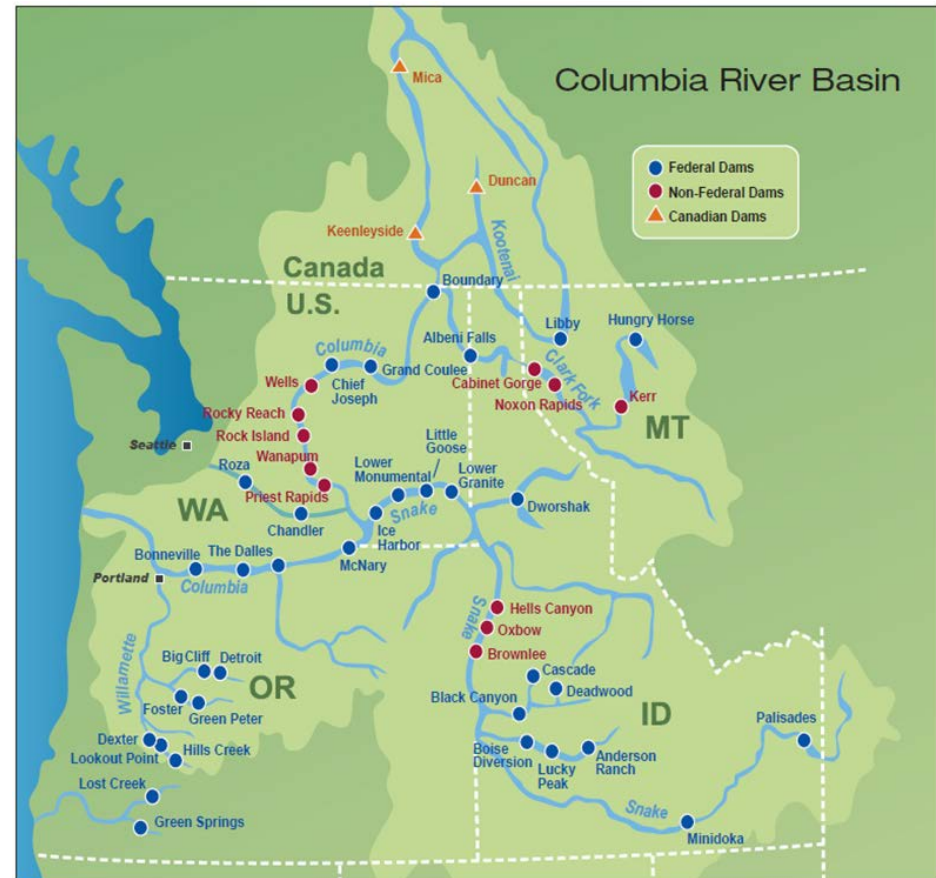 Columbia River Basin
Mica
Federal Dams
Non-Federal Dams
Canadian Dams
Duncan
Keenleyside
Kootenai
Canada
U.S.
Boundary
Albeni Falls
Libby
Hungry Horse
Columbia
Grand Coulee
Chief
Joseph
Wells
Cabinet Gorge
Noxon Rapids
Clark Fork
Kerr
MT
Rocky Reach
Rock Island
Seattle
Wanapum
Roza
Priest Rapids
Lower
Monumental
Little
Goose
Lower
Granite
Snake
Dworshak
WA
Chandler
Ice
Harbor
McNary
Bonneville
The Dalles
Portland
Columbia
Snake
Hells Canyon
Oxbow
Brownlee
Willamette
Big Cliff
Detroit
OR
Foster
Green Peter
Cascade
Deadwood
Black Canyon
ID
Palisades
Dexter
Lookout Point
Hills Creek
Boise
Diversion
Lucky
Peak
Anderson
Ranch
Lost Creek
Green Springs
Snake
Minidoka